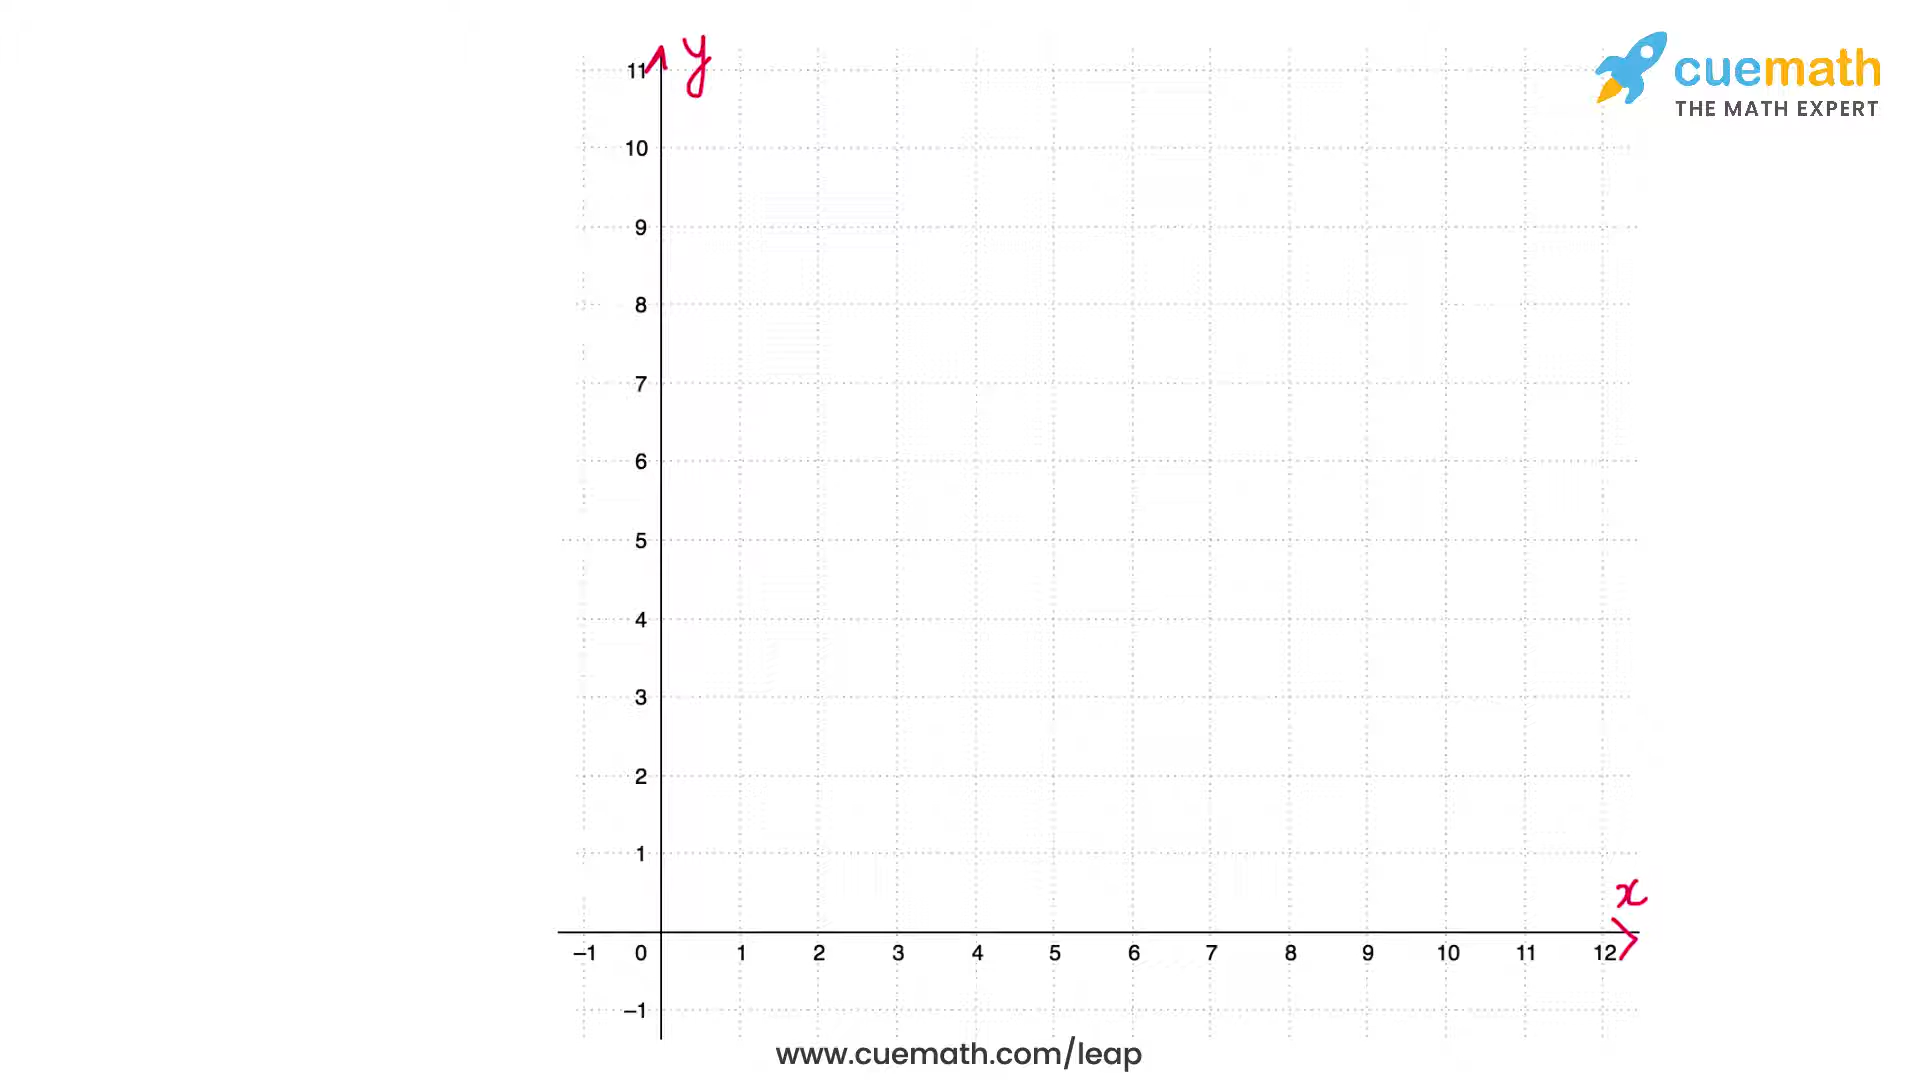 y
cuemath
THE MATH EXPERT
11
10
9
8
7
6
5
4
3
2
1
x
–1 0 1 2 3 4 5 6 7 8 9 10 11 12
–1
www.cuemath.com/leap